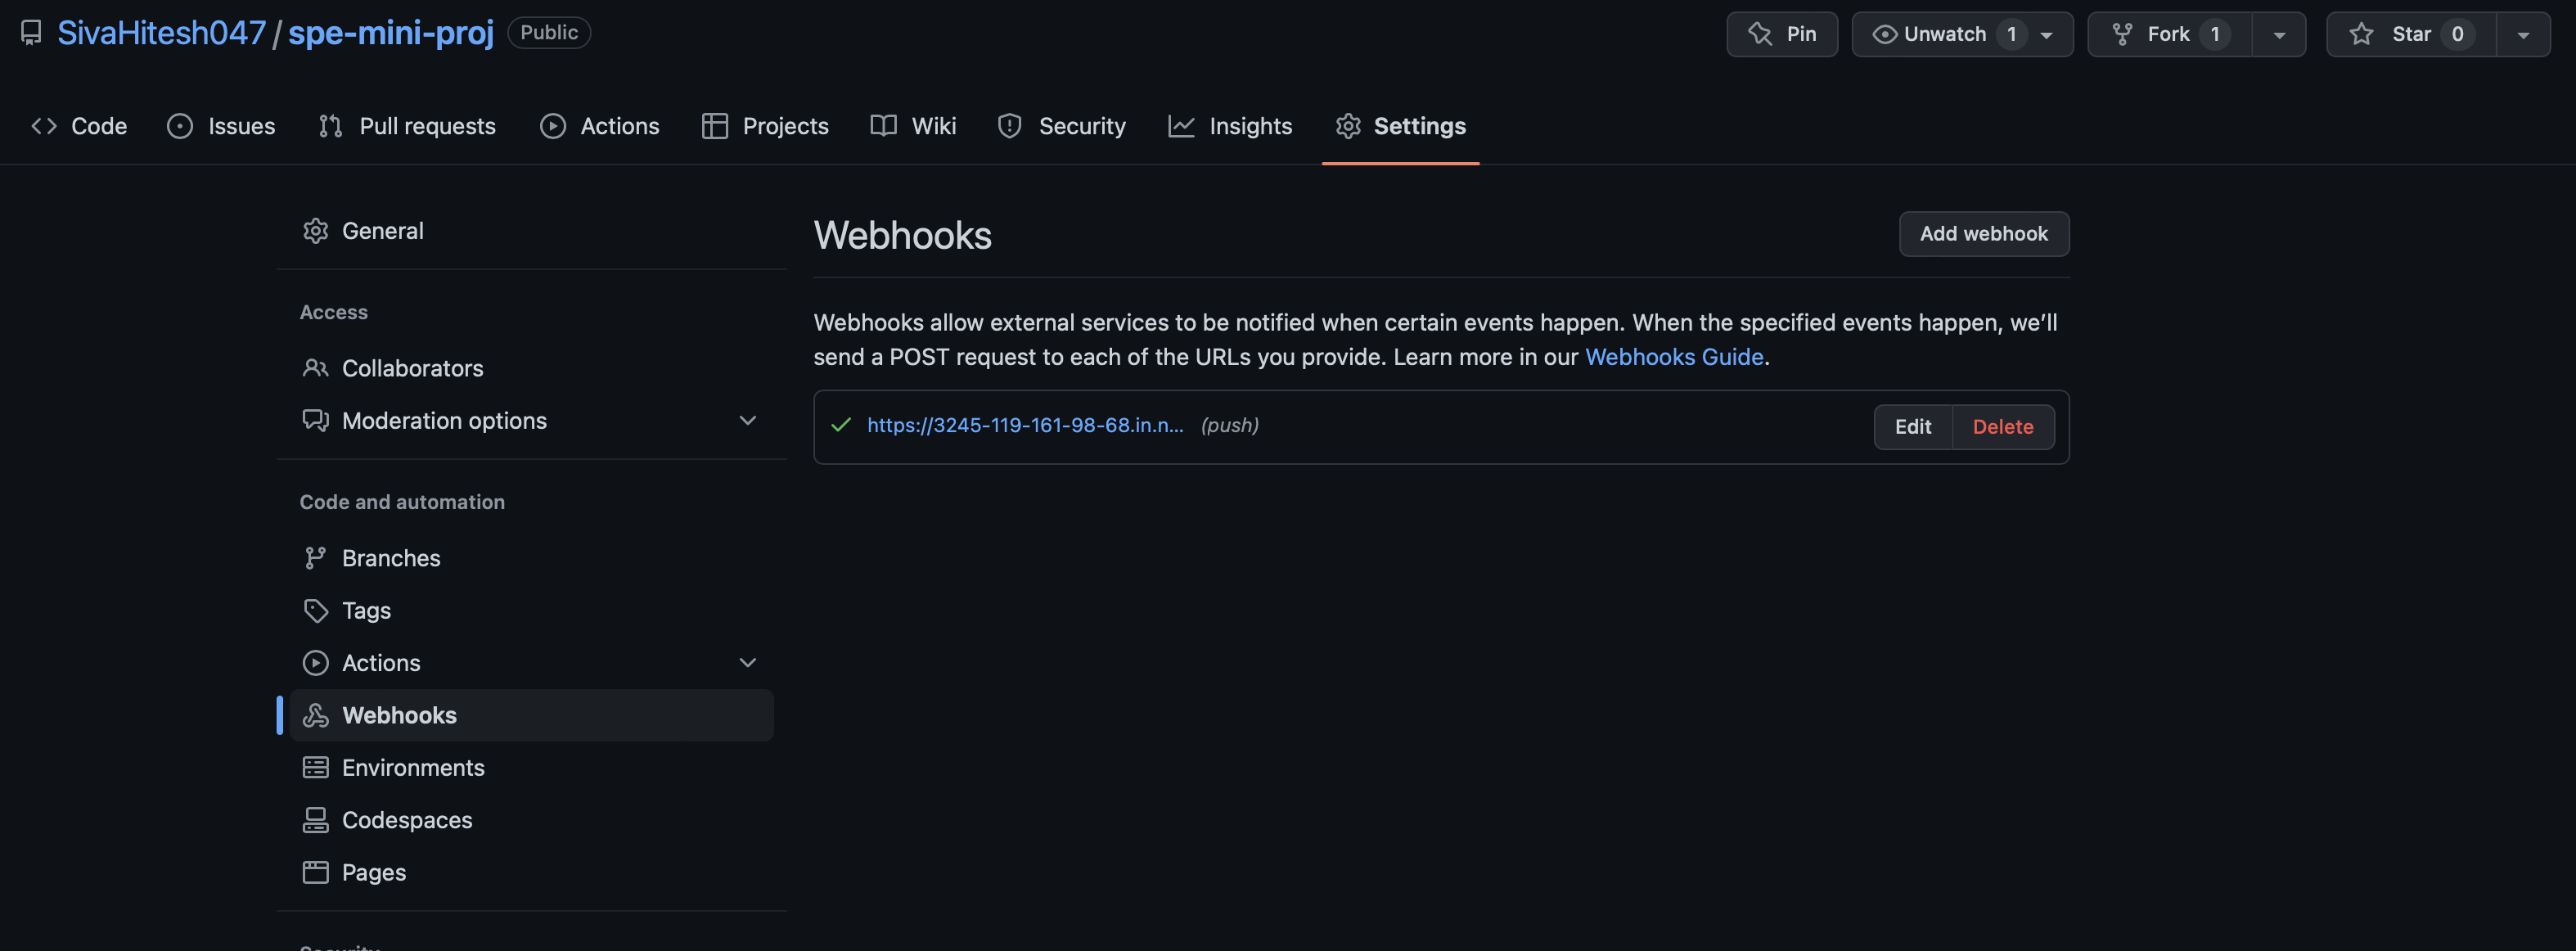 SivaHitesh047 / spe-mini-proj Public
Pin Unwatch 1 Fork 1 Star 0
Code Issues Pull requests Actions Projects Wiki Security Insights Settings
General
Access
Collaborators
Moderation options
Code and automation
Branches
Tags
Actions
Webhooks
Environments
Codespaces
Pages
Security
Webhooks
Add webhook
Webhooks allow external services to be notified when certain events happen. When the specified events happen, we’ll
send a POST request to each of the URLs you provide. Learn more in our Webhooks Guide.
https://3245-119-161-98-68.in.n... (push)
Edit Delete